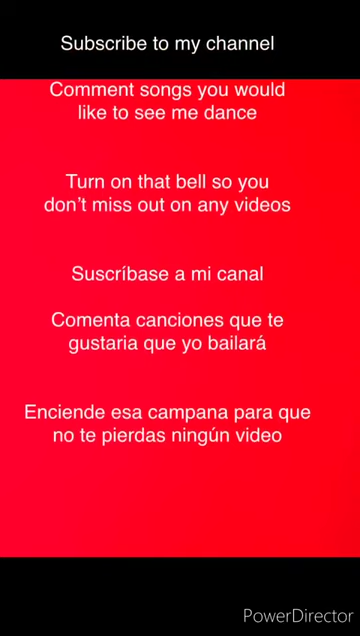 Subscribe to my channel
Comment songs you would
like to see me dance
Turn on that bell so you
don't miss out on any videos
Suscríbase a mi canal
Comenta canciones que te
gustaria que yo bailará
Enciende esa campana para que
no te pierdas ningún video
PowerDirector